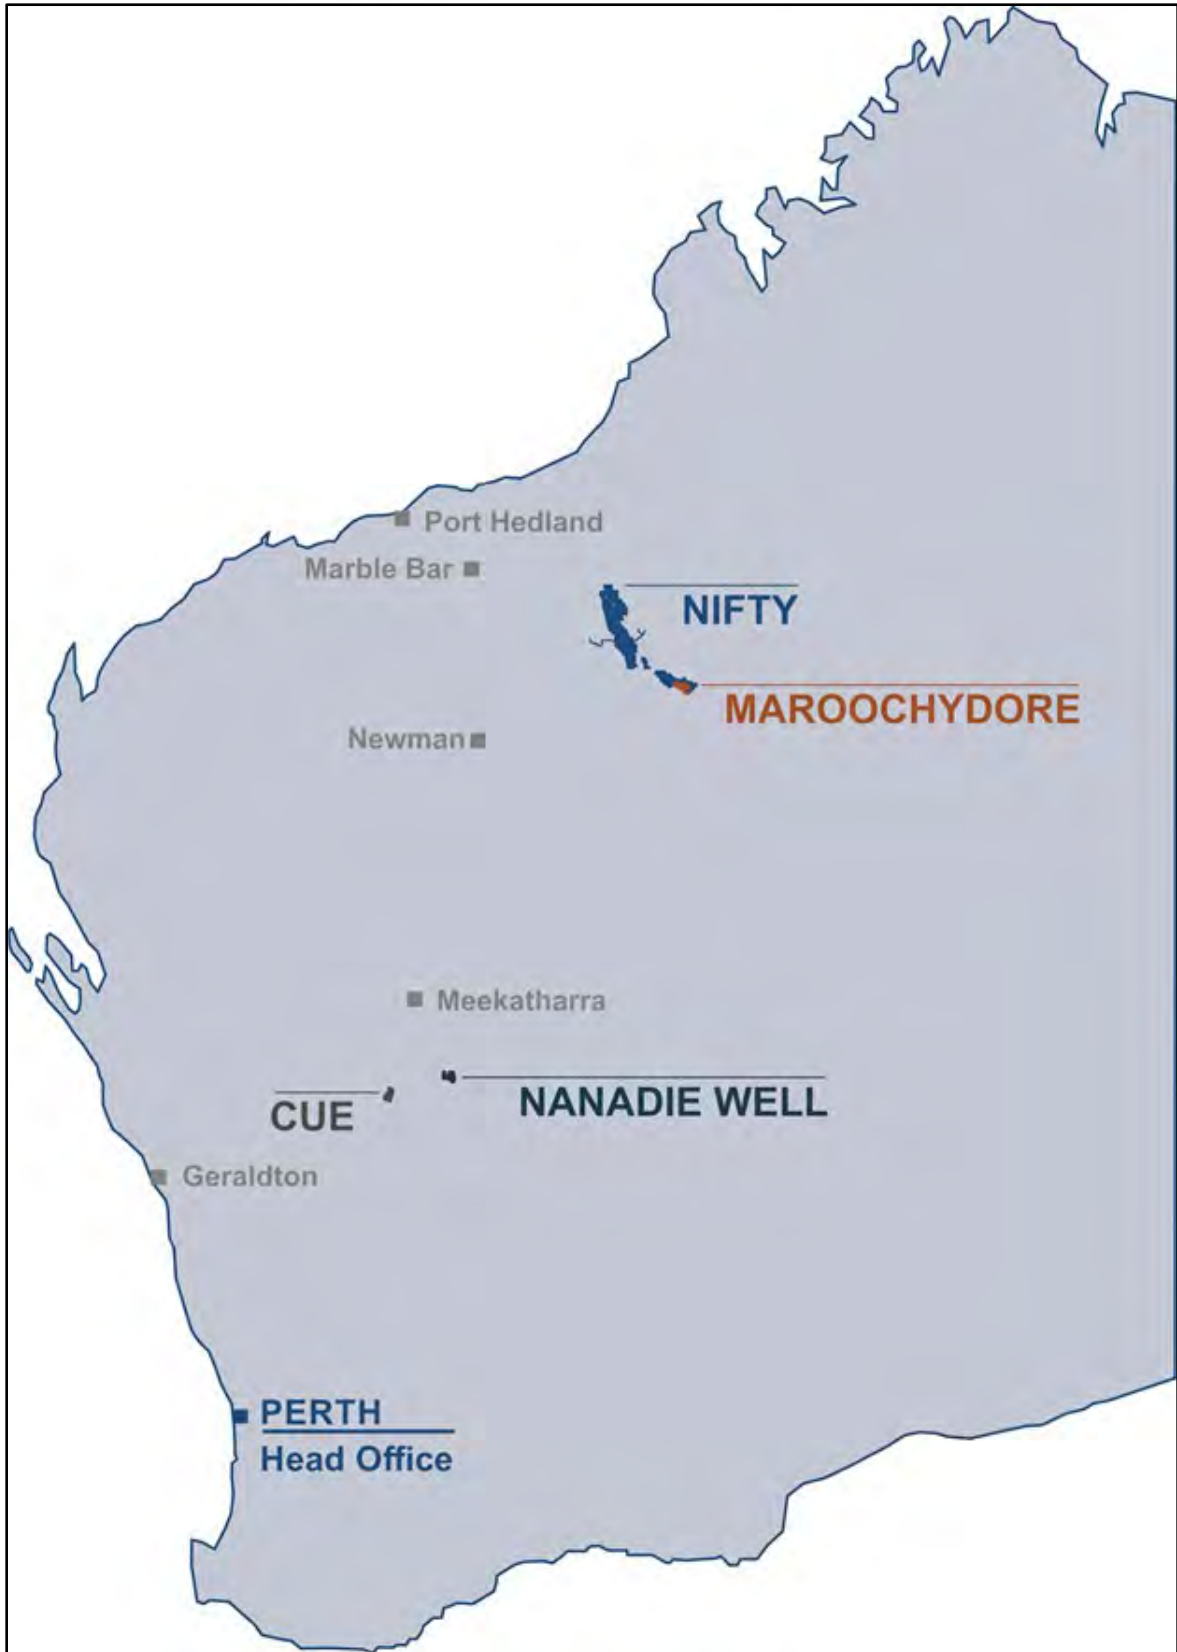 Port Hedland
Marble Bar
NIFTY
MAROOCHYDORE
Newman
Meekatharra
CUE
NANADIE WELL
Geraldton
PERTH
Head Office